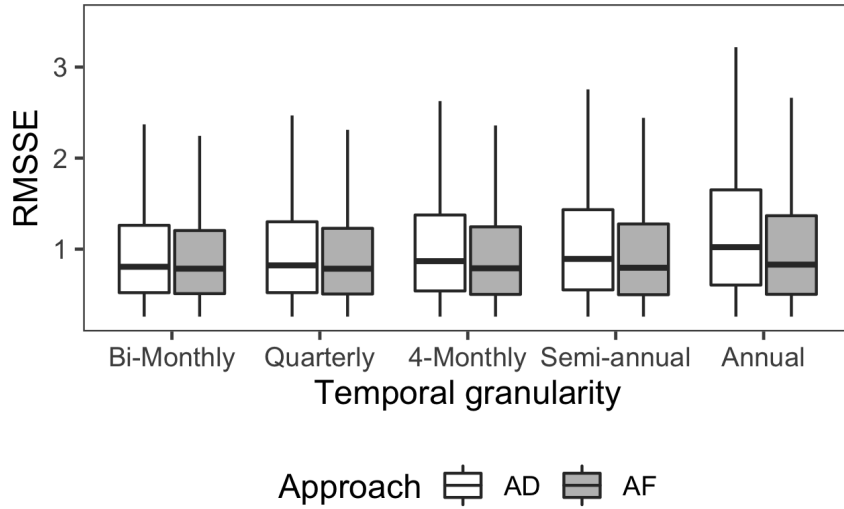 RMSSE
3
2
1
Bi-Monthly Quarterly 4-Monthly Semi-annual Annual
Temporal granularity
Approach AD AF